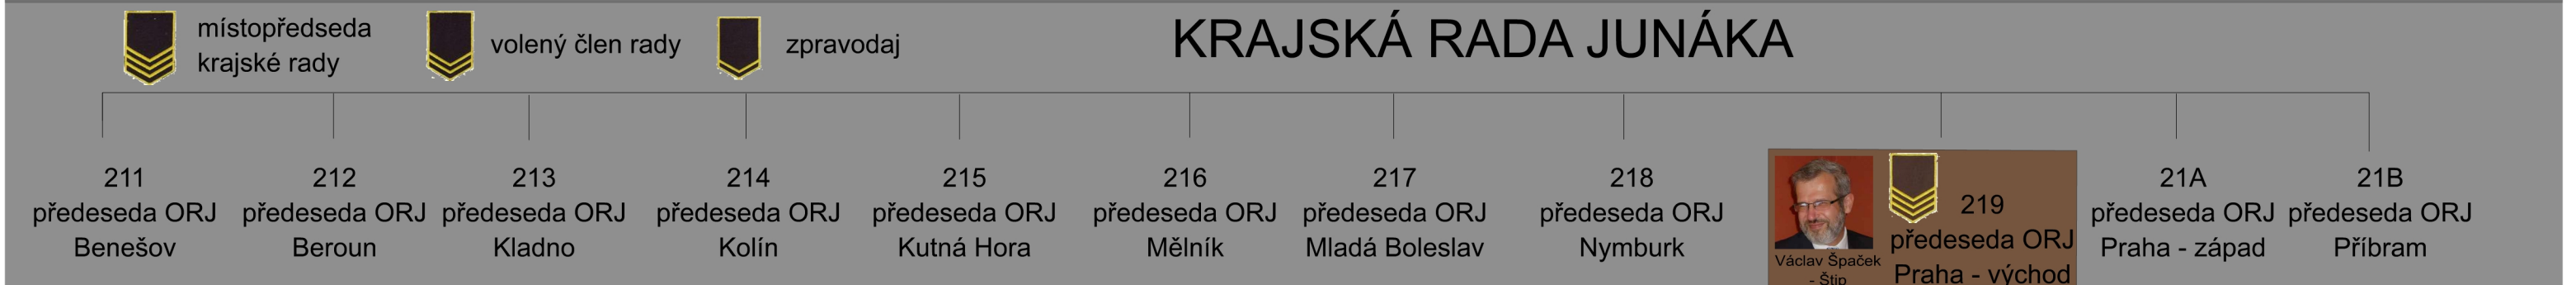 místopředseda
krajské rady
volený člen rady
zpravodaj
KRAJSKÁ RADA JUNÁKA
211
předeseda ORJ
Benešov
212
předeseda ORJ
Beroun
213
předeseda ORJ
Kladno
214
předeseda ORJ
Kolín
215
předeseda ORJ
Kutná Hora
216
předeseda ORJ
Mělník
217
předeseda ORJ
Mladá Boleslav
218
předeseda ORJ
Nymburk
Václav Špaček
- Štip
219
předeseda ORJ
Praha - východ
21A
předeseda ORJ
Praha - západ
21B
předeseda ORJ
Příbram